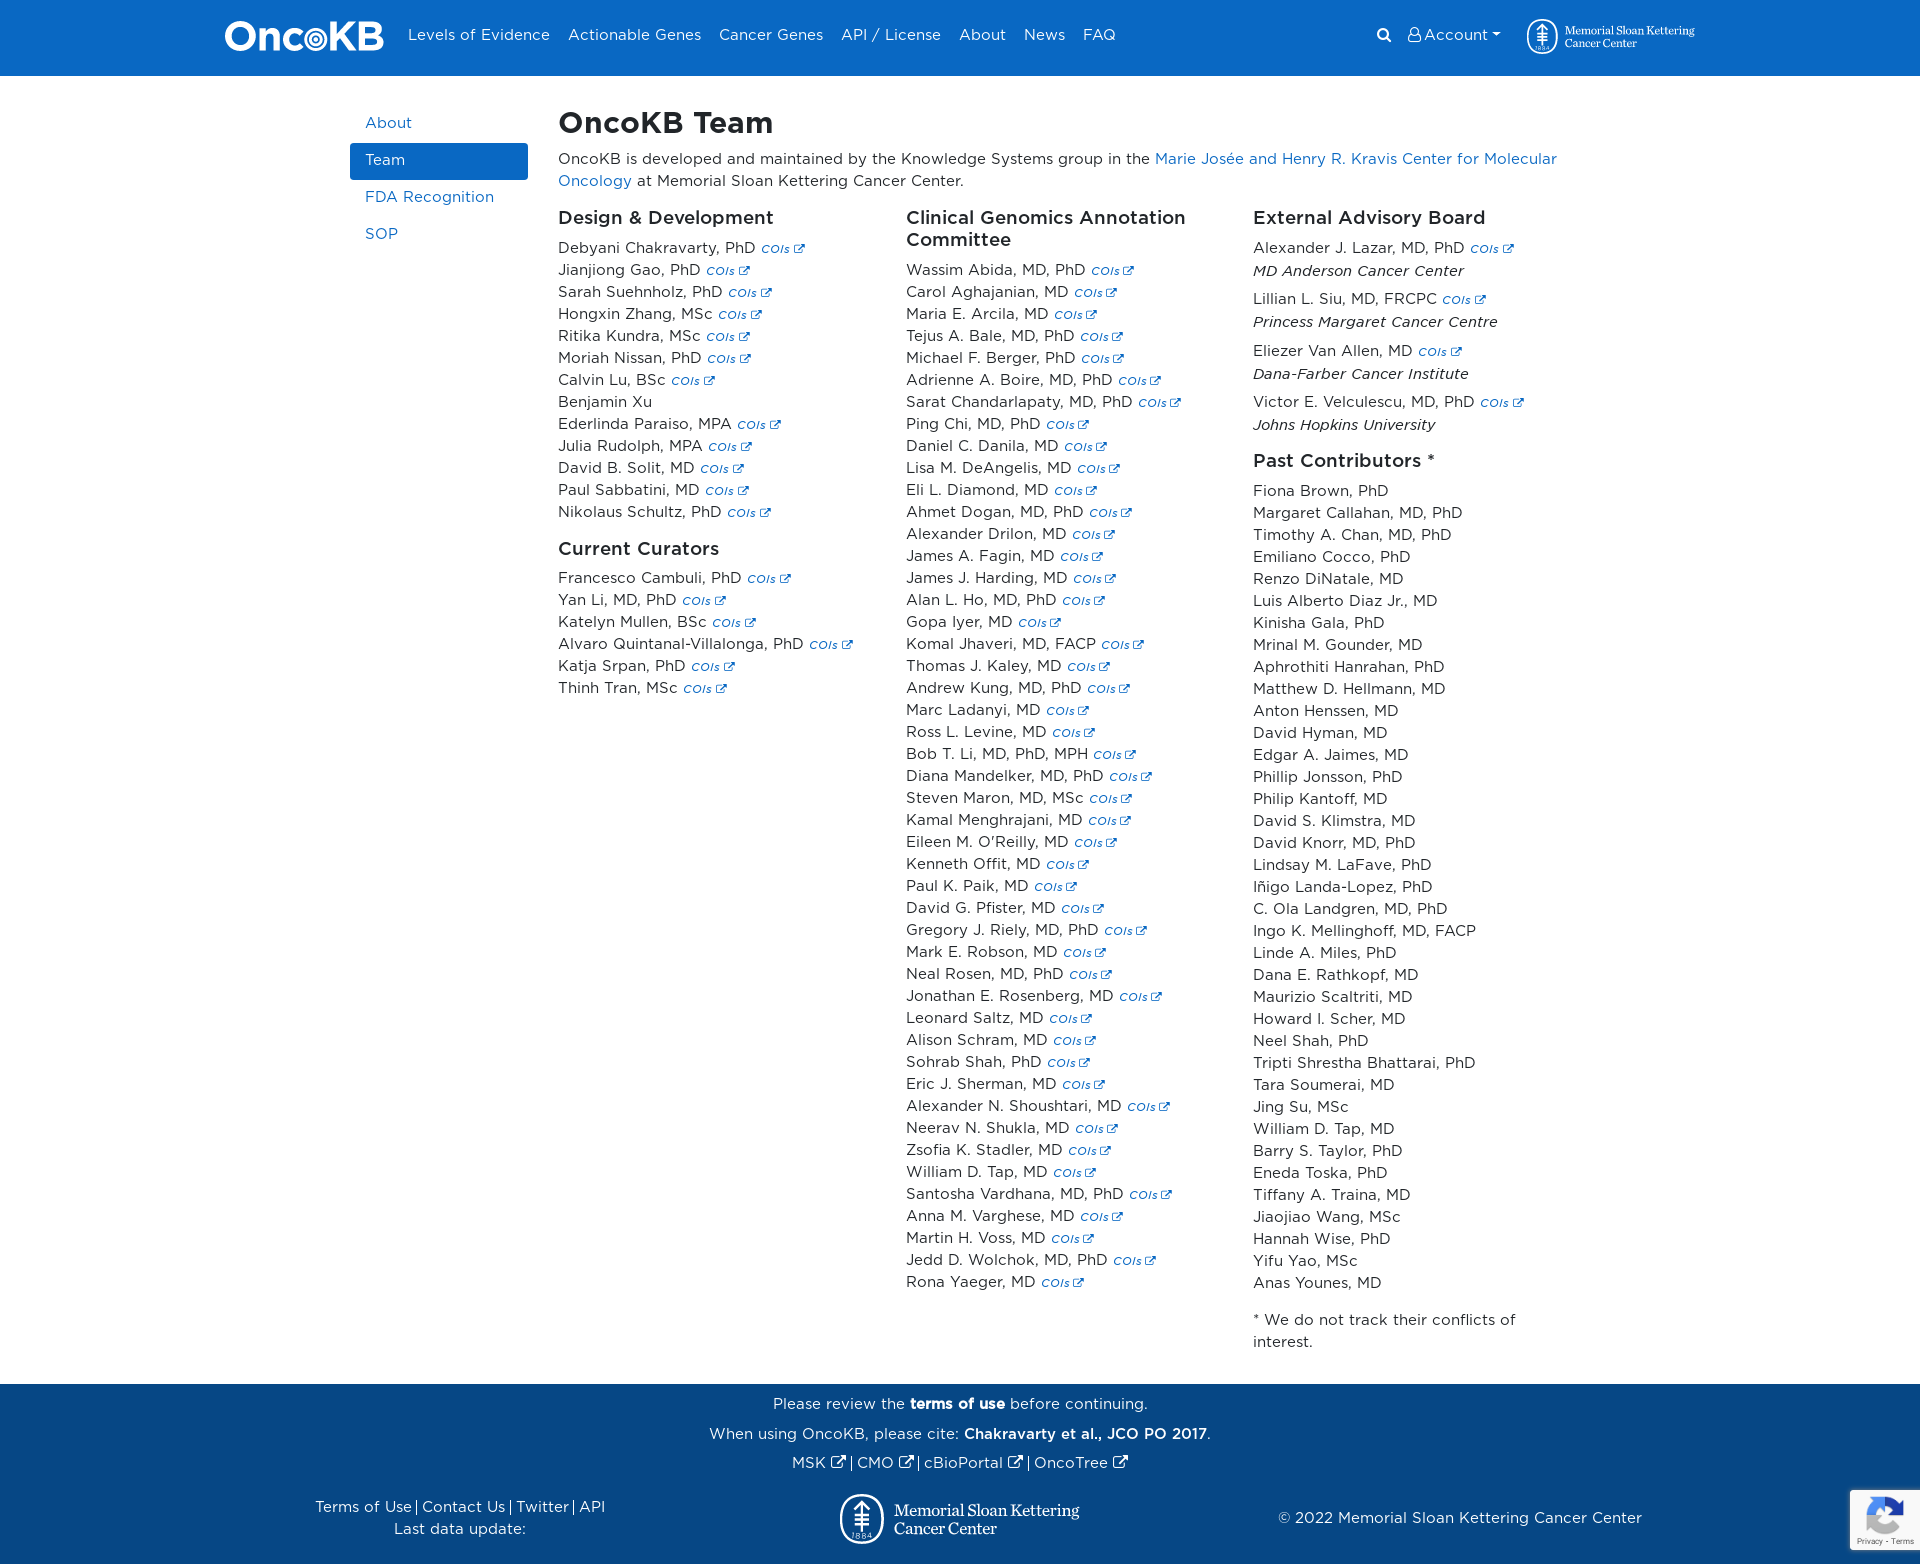 OncoKB
Levels of Evidence
Actionable Genes
Cancer Genes
API / License
About
News
FAQ
Account
Memorial Sloan Kettering
Cancer Center
1884
About
Team
FDA Recognition
SOP
OncoKB Team
OncoKB is developed and maintained by the Knowledge Systems group in the Marie Josée and Henry R. Kravis Center for Molecular
Oncology at Memorial Sloan Kettering Cancer Center.
Design & Development
Debyani Chakravarty, PhD COIs
Jianjiong Gao, PhD COIs
Sarah Suehnholz, PhD COIs
Hongxin Zhang, MSc COIs
Ritika Kundra, MSc COIs
Moriah Nissan, PhD COIs
Calvin Lu, BSc COIs
Benjamin Xu
Ederlinda Paraiso, MPA COIs
Julia Rudolph, MPA COIs
David B. Solit, MD COIs
Paul Sabbatini, MD COIs
Nikolaus Schultz, PhD COIs
Current Curators
Francesco Cambuli, PhD COIs
Yan Li, MD, PhD COIs
Katelyn Mullen, BSc COIs
Alvaro Quintanal-Villalonga, PhD COIs
Katja Srpan, PhD COIs
Thinh Tran, MSc COIs
Clinical Genomics Annotation
Committee
Wassim Abida, MD, PhD COIs
Carol Aghajanian, MD COIs
Maria E. Arcila, MD COIs
Tejus A. Bale, MD, PhD COIs
Michael F. Berger, PhD COIs
Adrienne A. Boire, MD, PhD COIs
Sarat Chandarlapaty, MD, PhD COIs
Ping Chi, MD, PhD COIs
Daniel C. Danila, MD COIs
Lisa M. DeAngelis, MD COIs
Eli L. Diamond, MD COIs
Ahmet Dogan, MD, PhD COIs
Alexander Drilon, MD COIs
James A. Fagin, MD COIs
James J. Harding, MD COIs
Alan L. Ho, MD, PhD COIs
Gopa Iyer, MD COIs
Komal Jhaveri, MD, FACP COIs
Thomas J. Kaley, MD COIs
Andrew Kung, MD, PhD COIs
Marc Ladanyi, MD COIs
Ross L. Levine, MD COIs
Bob T. Li, MD, PhD, MPH COIs
Diana Mandelker, MD, PhD COIs
Steven Maron, MD, MSc COIs
Kamal Menghrajani, MD COIs
Eileen M. O'Reilly, MD COIs
Kenneth Offit, MD COIs
Paul K. Paik, MD COIs
David G. Pfister, MD COIs
Gregory J. Riely, MD, PhD COIs
Mark E. Robson, MD COIs
Neal Rosen, MD, PhD COIs
Jonathan E. Rosenberg, MD COIs
Leonard Saltz, MD COIs
Alison Schram, MD COIs
Sohrab Shah, PhD COIs
Eric J. Sherman, MD COIs
Alexander N. Shoushtari, MD COIs
Neerav N. Shukla, MD COIs
Zsofia K. Stadler, MD COIs
William D. Tap, MD COIs
Santosha Vardhana, MD, PhD COIs
Anna M. Varghese, MD COIs
Martin H. Voss, MD COIs
Jedd D. Wolchok, MD, PhD COIs
Rona Yaeger, MD COIs
External Advisory Board
Alexander J. Lazar, MD, PhD COIs
MD Anderson Cancer Center
Lillian L. Siu, MD, FRCPC COIs
Princess Margaret Cancer Centre
Eliezer Van Allen, MD COIs
Dana-Farber Cancer Institute
Victor E. Velculescu, MD, PhD COIs
Johns Hopkins University
Past Contributors *
Fiona Brown, PhD
Margaret Callahan, MD, PhD
Timothy A. Chan, MD, PhD
Emiliano Cocco, PhD
Renzo DiNatale, MD
Luis Alberto Diaz Jr., MD
Kinisha Gala, PhD
Mrinal M. Gounder, MD
Aphrothiti Hanrahan, PhD
Matthew D. Hellmann, MD
Anton Henssen, MD
David Hyman, MD
Edgar A. Jaimes, MD
Phillip Jonsson, PhD
Philip Kantoff, MD
David S. Klimstra, MD
David Knorr, MD, PhD
Lindsay M. LaFave, PhD
Iñigo Landa-Lopez, PhD
C. Ola Landgren, MD, PhD
Ingo K. Mellinghoff, MD, FACP
Linde A. Miles, PhD
Dana E. Rathkopf, MD
Maurizio Scaltriti, MD
Howard I. Scher, MD
Neel Shah, PhD
Tripti Shrestha Bhattarai, PhD
Tara Soumerai, MD
Jing Su, MSc
William D. Tap, MD
Barry S. Taylor, PhD
Eneda Toska, PhD
Tiffany A. Traina, MD
Jiaojiao Wang, MSc
Hannah Wise, PhD
Yifu Yao, MSc
Anas Younes, MD
* We do not track their conflicts of
interest.
Please review the terms of use before continuing.
When using OncoKB, please cite: Chakravarty et al., JCO PO 2017.
MSK | CMO | cBioPortal | OncoTree
Terms of Use | Contact Us | Twitter | API
Last data update:
1884
Memorial Sloan Kettering
Cancer Center
© 2022 Memorial Sloan Kettering Cancer Center
Privacy - Terms